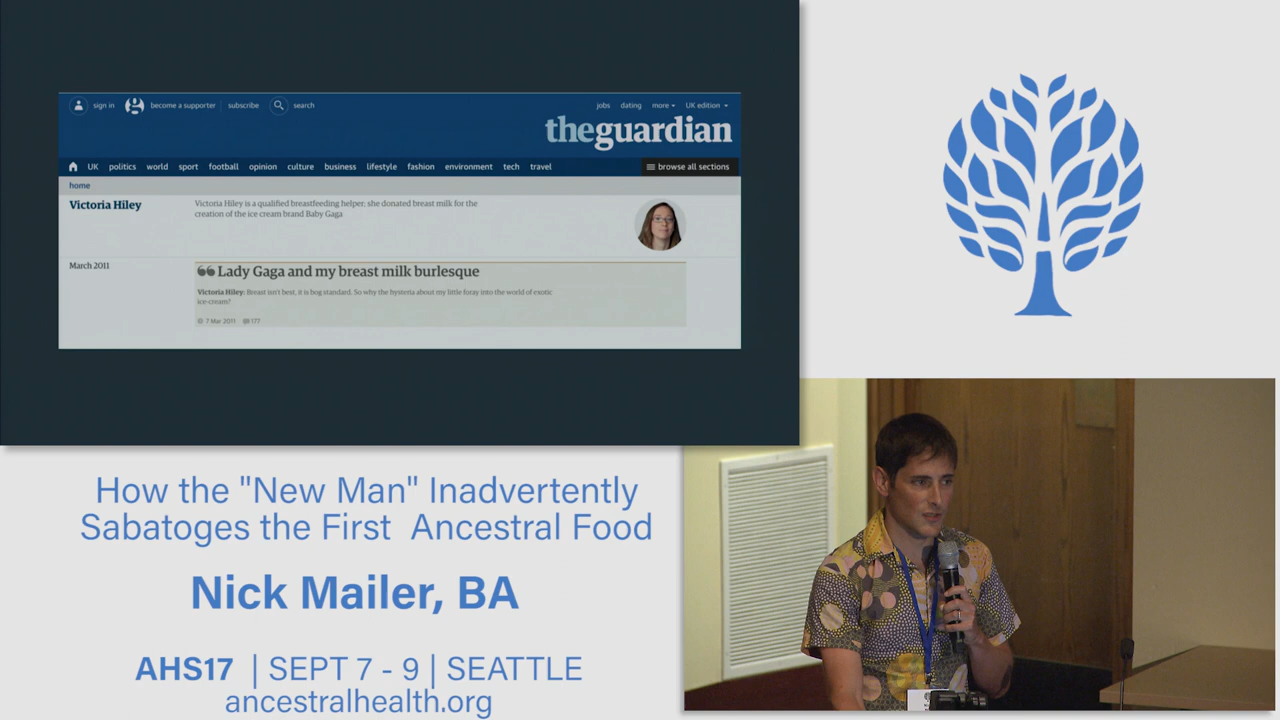 sign in
become a supporter
subscribe
search
jobs
dating
more
UK edition
theguardian
UK
politics
world
sport
football
opinion
culture
business
lifestyle
fashion
environment
tech
travel
browse all sections
home
Victoria Hiley
Victoria Hiley is a qualified breastfeeding helper; she donated breast milk for the
creation of the ice cream brand Baby Gaga
March 2011
Lady Gaga and my breast milk burlesque
Victoria Hiley: Breast isn't best, it is bog standard. So why the hysteria about my little foray into the world of exotic
ice-cream?
7 Mar 2011 177
How the "New Man" Inadvertently
Sabatoges the First Ancestral Food
Nick Mailer, BA
AHS17 | SEPT 7 - 9 | SEATTLE
ancestralhealth.org